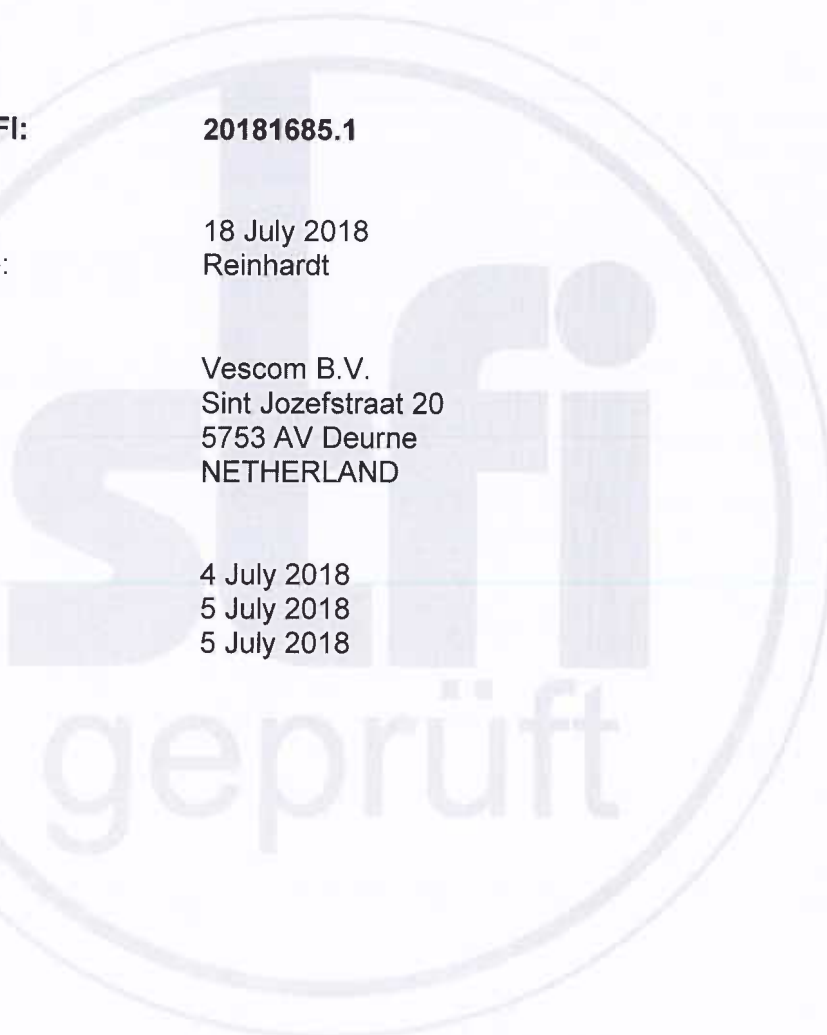 FI: 20181685.1
18 July 2018
: Reinhardt
Vescom B.V.
Sint Jozefstraat 20
5753 AV Deurne
NETHERLAND
4 July 2018
5 July 2018
5 July 2018
stfi
geprüft